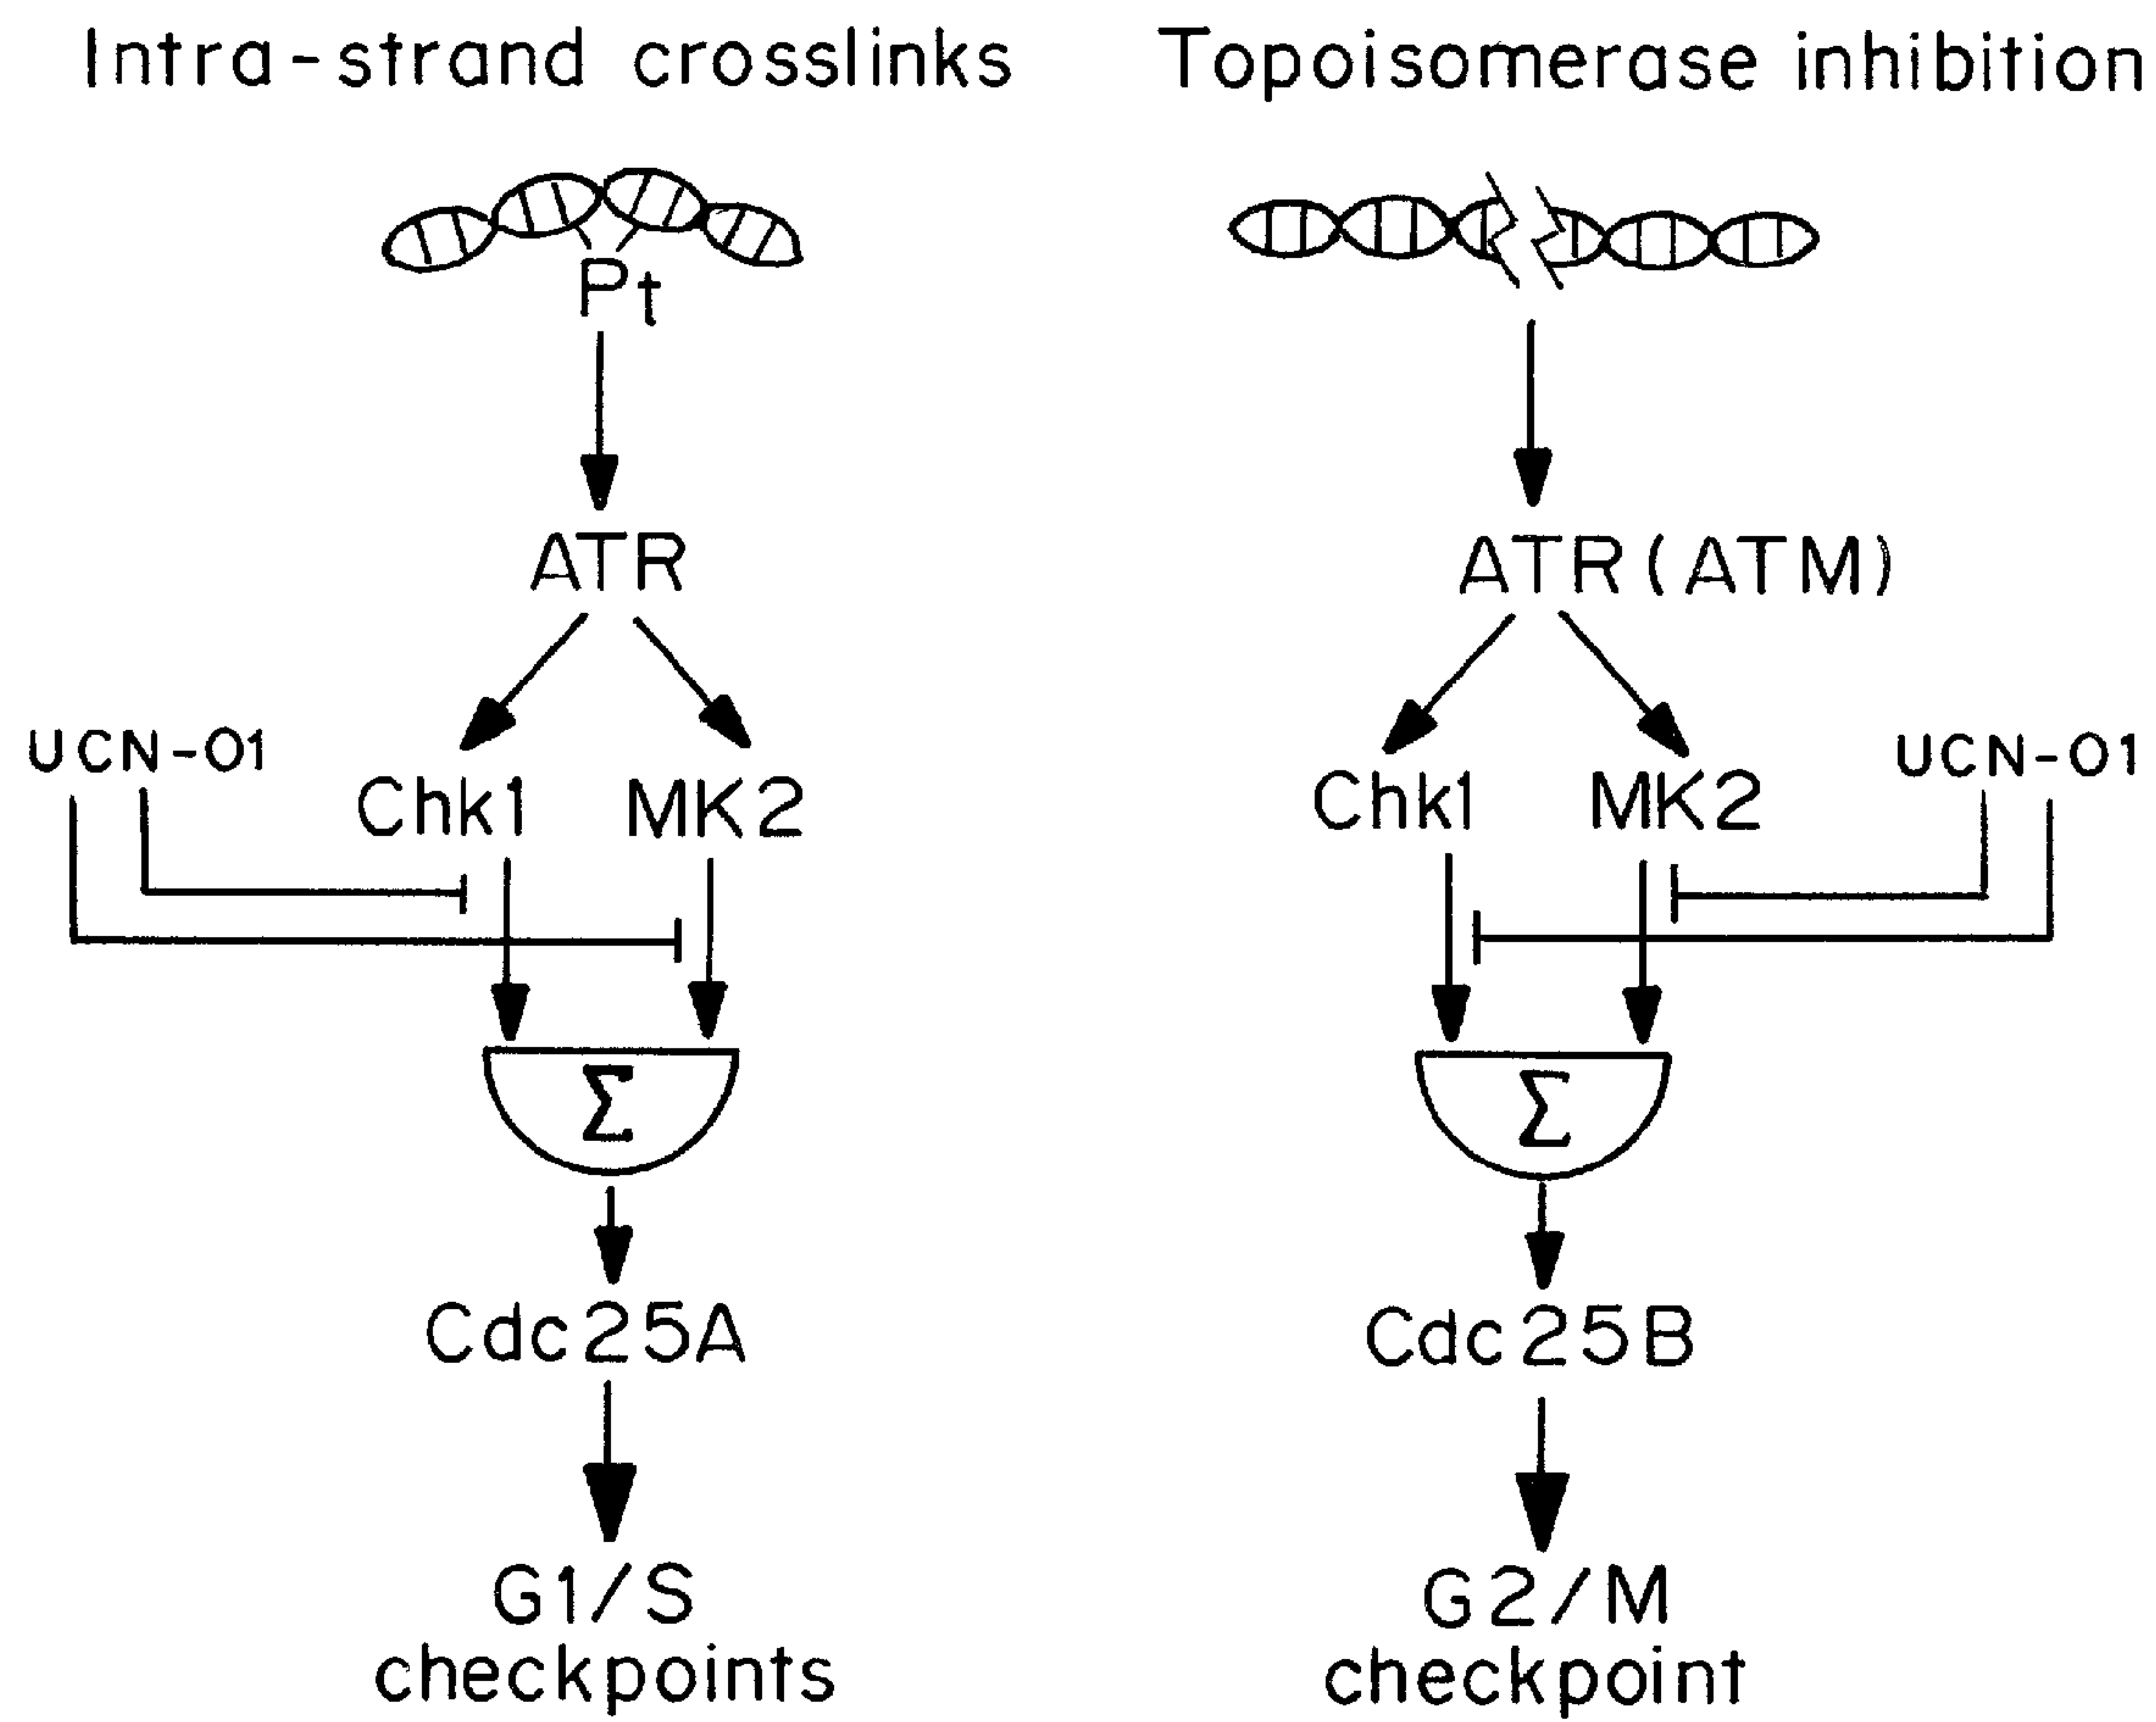 Intra-strand crosslinks
Pt
ATR
UCN-01
Chk1
MK2
Σ
Cdc25A
G1/S
checkpoints
Topoisomerase inhibition
ATR(ATM)
Chk1
MK2
UCN-01
Σ
Cdc25B
G2/M
checkpoint